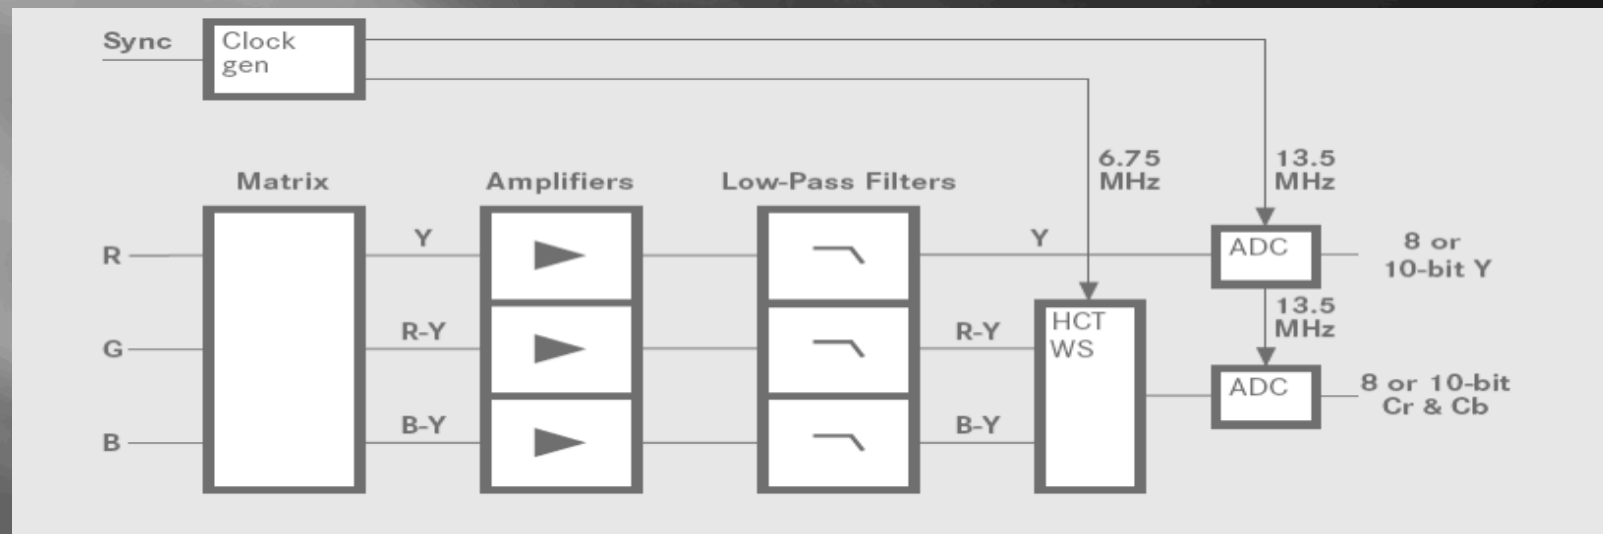 Sync
Clock
gen
6.75
MHz
13.5
MHz
Matrix
Amplifiers
Low-Pass Filters
R
Y
Y
ADC
8 or
10-bit Y
13.5
MHz
G
R-Y
R-Y
HCT
WS
ADC
8 or 10-bit
Cr & Cb
B
B-Y
B-Y